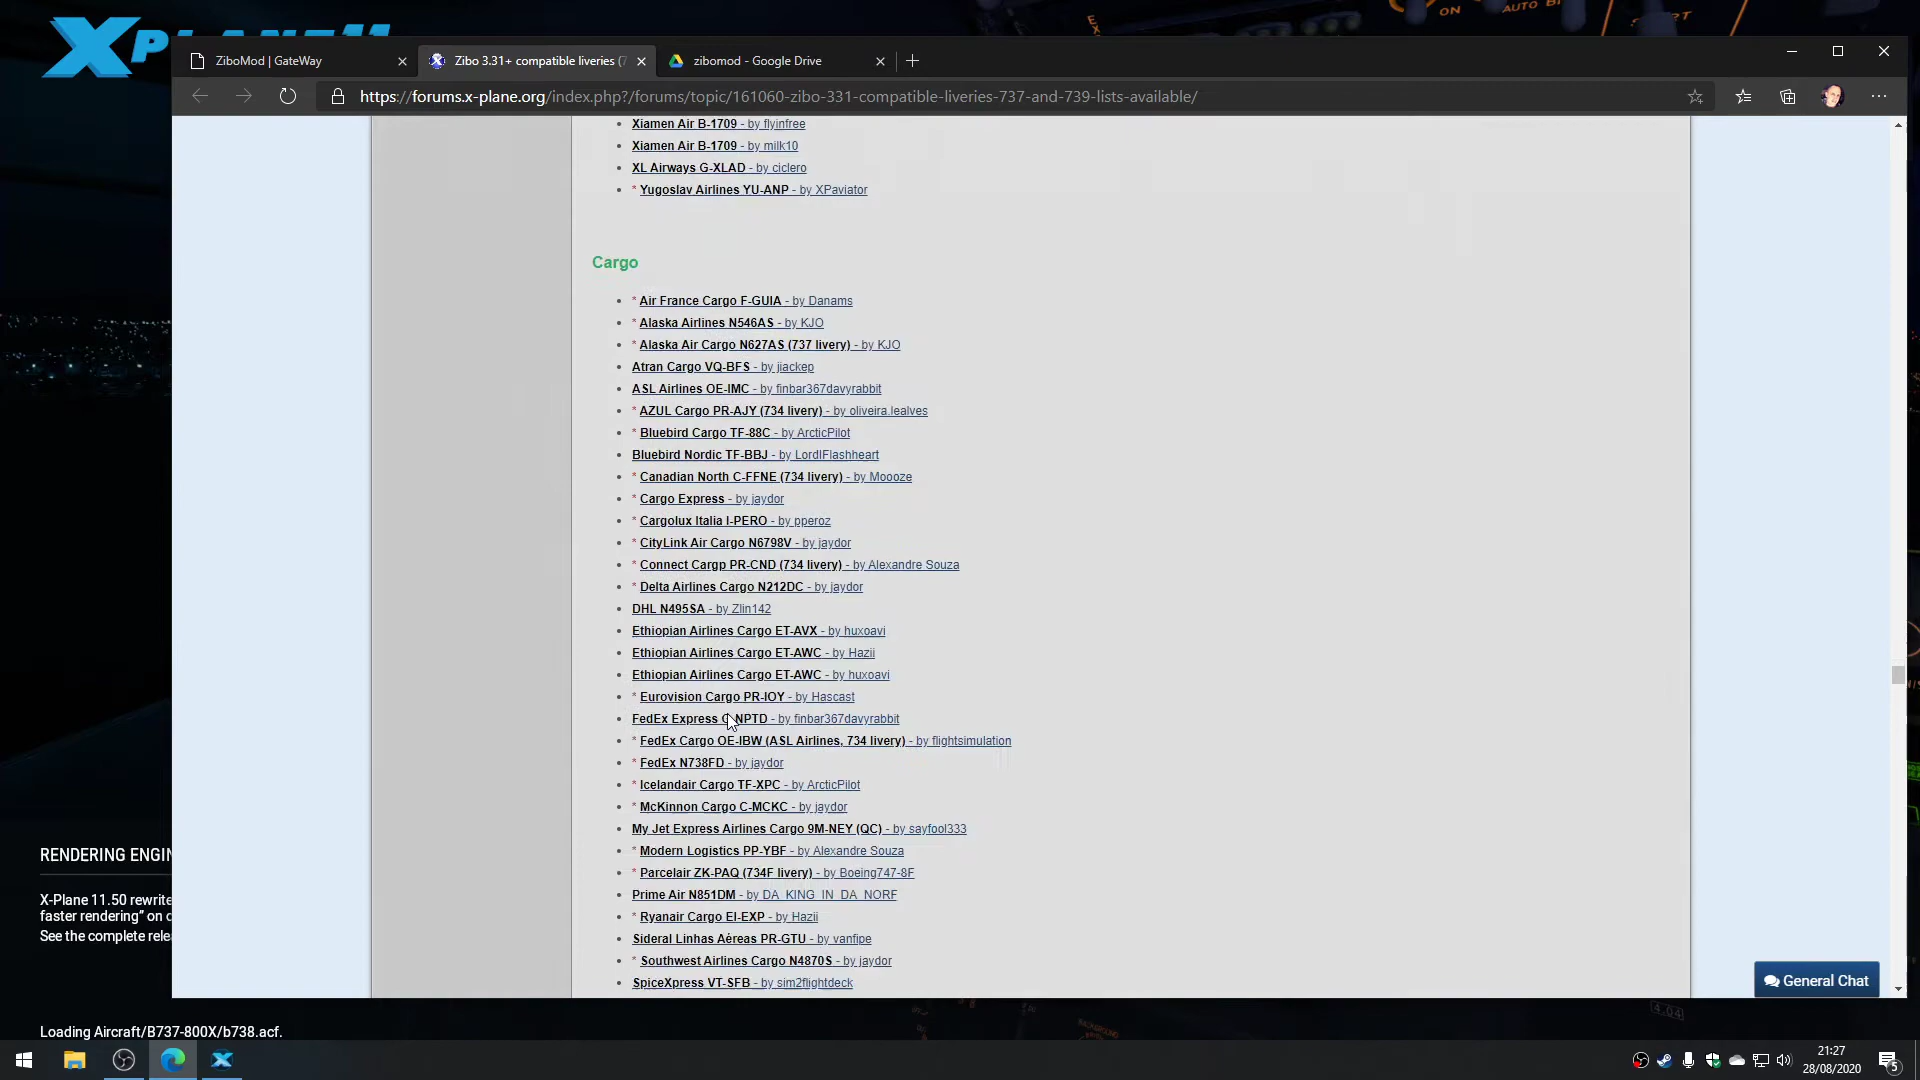 X PLANE 11
EX
ON
AUTO B
START
ZiboMod | GateWay
Zibo 3.31+ compatible liveries (7
zibomod - Google Drive
https://forums.x-plane.org/index.php?/forums/topic/161060-zibo-331-compatible-liveries-737-and-739-lists-available/
Xiamen Air B-1709 - by flyinfree
Xiamen Air B-1709 - by milk10
XL Airways G-XLAD - by ciclero
* Yugoslav Airlines YU-ANP - by XPaviator
Cargo
* Air France Cargo F-GUIA - by Danams
* Alaska Airlines N546AS - by KJO
* Alaska Air Cargo N627AS (737 livery) - by KJO
Atran Cargo VQ-BFS - by jiackep
ASL Airlines OE-IMC - by finbar367davyrabbit
* AZUL Cargo PR-AJY (734 livery) - by oliveira.lealves
* Bluebird Cargo TF-88C - by ArcticPilot
Bluebird Nordic TF-BBJ - by LordIFlashheart
* Canadian North C-FFNE (734 livery) - by Moooze
* Cargo Express - by jaydor
* Cargolux Italia I-PERO - by pperoz
* CityLink Air Cargo N6798V - by jaydor
* Connect Cargp PR-CND (734 livery) - by Alexandre Souza
* Delta Airlines Cargo N212DC - by jaydor
DHL N495SA - by Zlin142
Ethiopian Airlines Cargo ET-AVX - by huxoavi
Ethiopian Airlines Cargo ET-AWC - by Hazii
Ethiopian Airlines Cargo ET-AWC - by huxoavi
* Eurovision Cargo PR-IOY - by Hascast
FedEx Express NPTD - by finbar367davyrabbit
* FedEx Cargo OE-IBW (ASL Airlines, 734 livery) - by flightsimulation
* FedEx N738FD - by jaydor
* Icelandair Cargo TF-XPC - by ArcticPilot
* McKinnon Cargo C-MCKC - by jaydor
My Jet Express Airlines Cargo 9M-NEY (QC) - by sayfool333
* Modern Logistics PP-YBF - by Alexandre Souza
* Parcelair ZK-PAQ (734F livery) - by Boeing747-8F
Prime Air N851DM - by DA_KING_IN_DA_NORF
* Ryanair Cargo EI-EXP - by Hazii
Sideral Linhas Aéreas PR-GTU - by vanfipe
* Southwest Airlines Cargo N4870S - by jaydor
SpiceXpress VT-SFB - by sim2flightdeck
General Chat
RENDERING ENGIN
X-Plane 11.50 rewrite
faster rendering" on
See the complete rele
Loading Aircraft/B737-800X/b738.acf.
4.04
21:27
28/08/2020
5